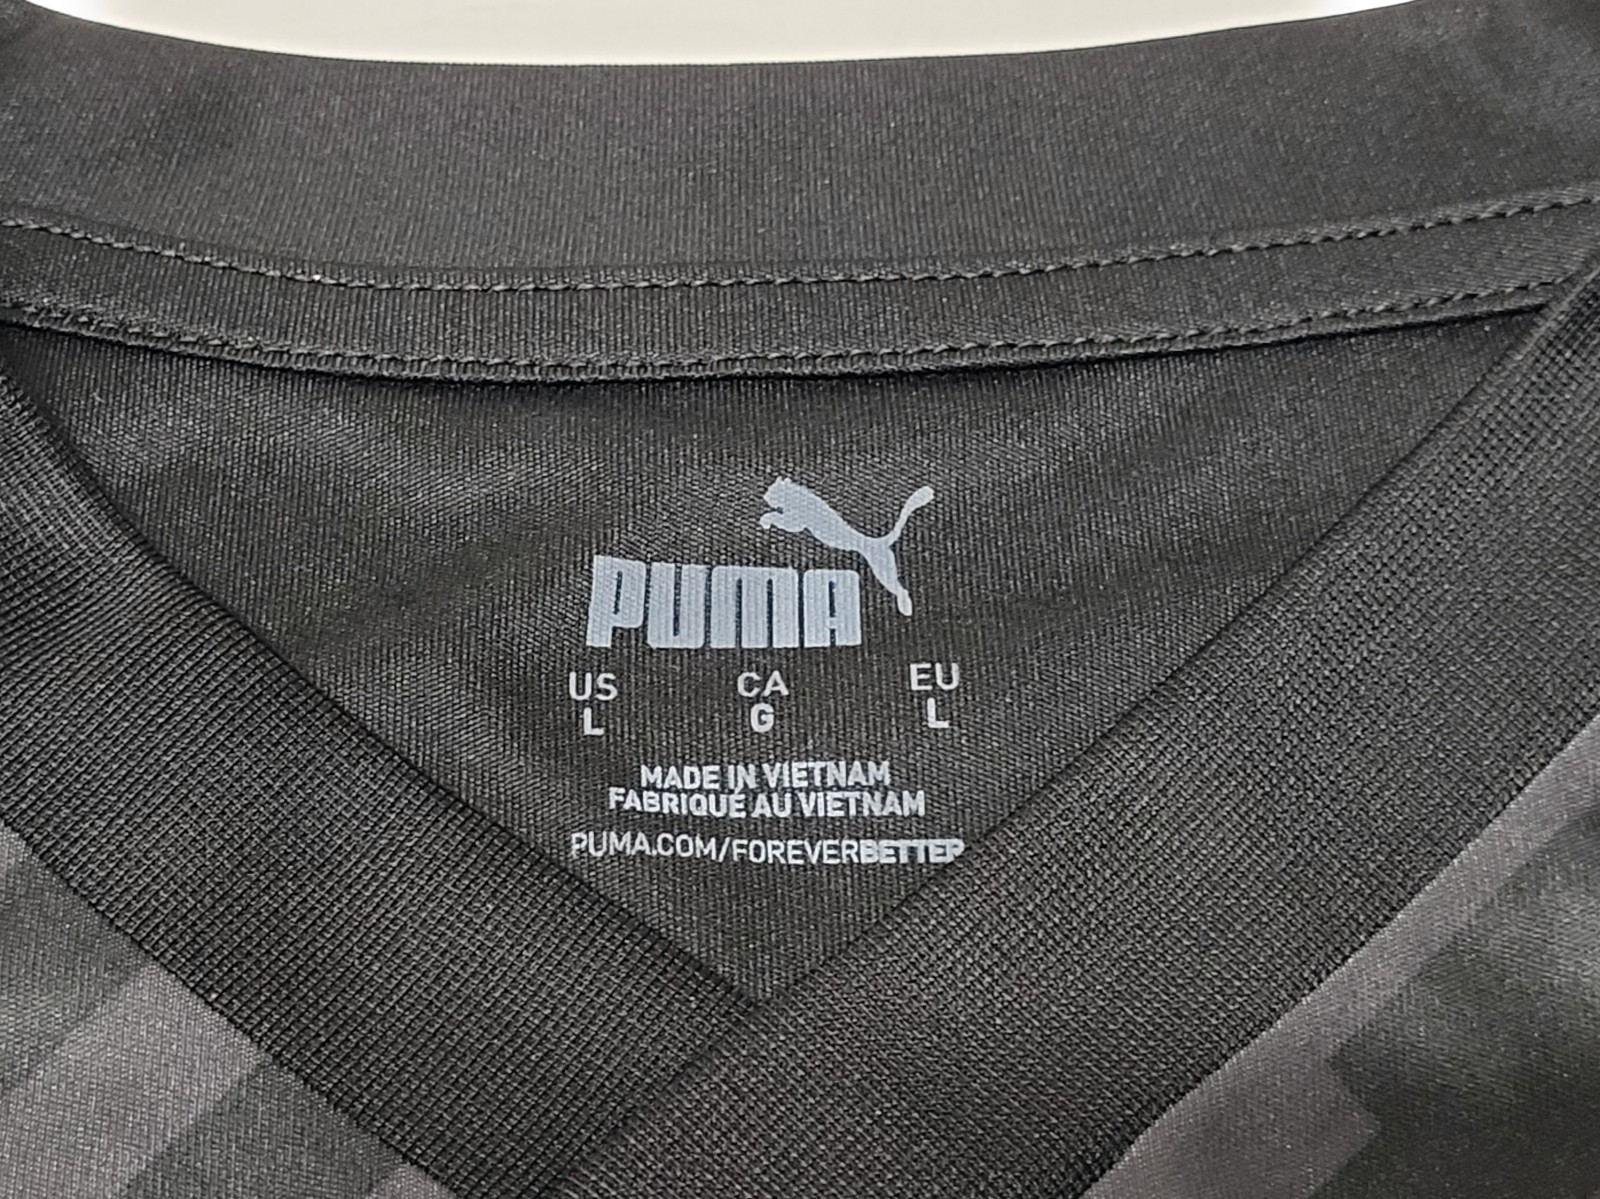 PUMA
US CA EU
L G L
MADE IN VIETNAM
FABRIQUÉ AU VIETNAM
PUMA.COM/FOREVERBETTER